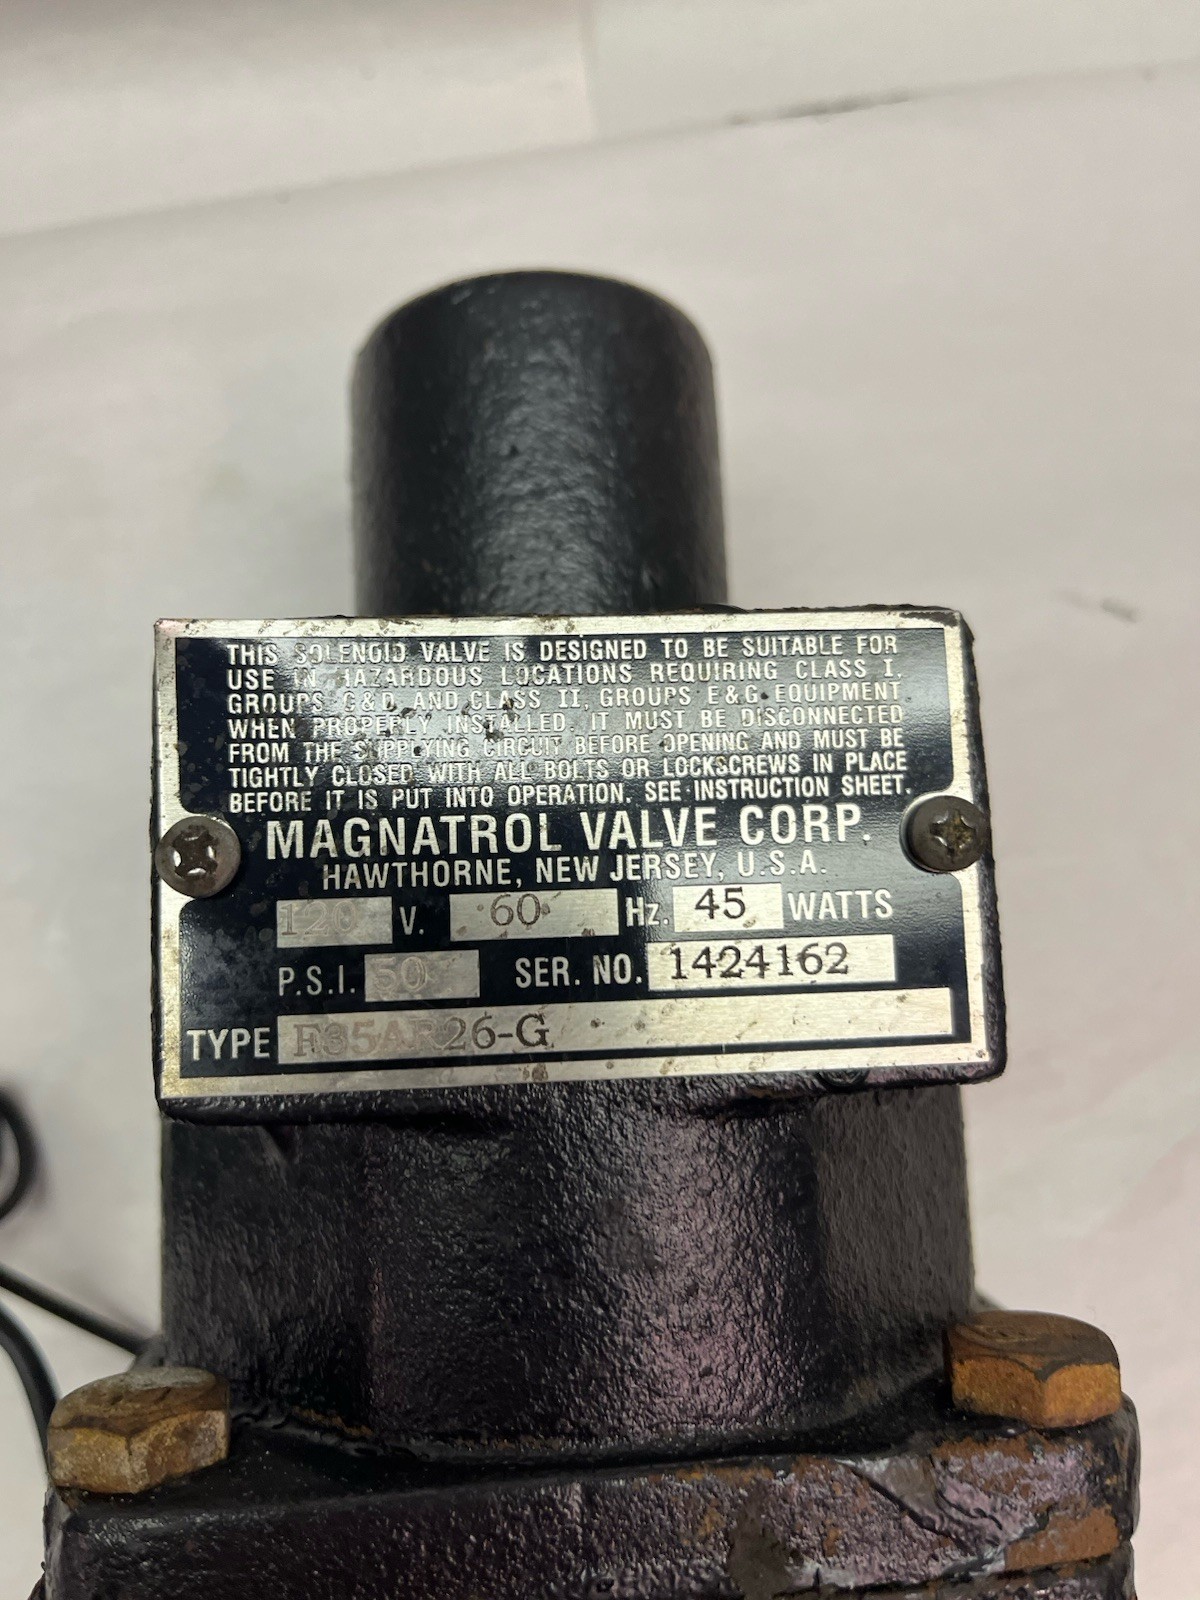 THIS SOLENOID VALVE IS DESIGNED TO BE SUITABLE FOR
USE IN HAZARDOUS LOCATIONS REQUIRING CLASS I,
GROUPS C&D AND CLASS II, GROUPS E&G EQUIPMENT
WHEN PROPERLY INSTALLED. IT MUST BE DISCONNECTED
FROM THE SUPPLYING CIRCUIT BEFORE OPENING AND MUST BE
TIGHTLY CLOSED WITH ALL BOLTS OR LOCKSCREWS IN PLACE
BEFORE IT IS PUT INTO OPERATION. SEE INSTRUCTION SHEET.
MAGNATROL VALVE CORP.
HAWTHORNE, NEW JERSEY, U.S.A.
120 V. 60 Hz. 45 WATTS
P.S.I. 50 SER. NO. 1424162
TYPE